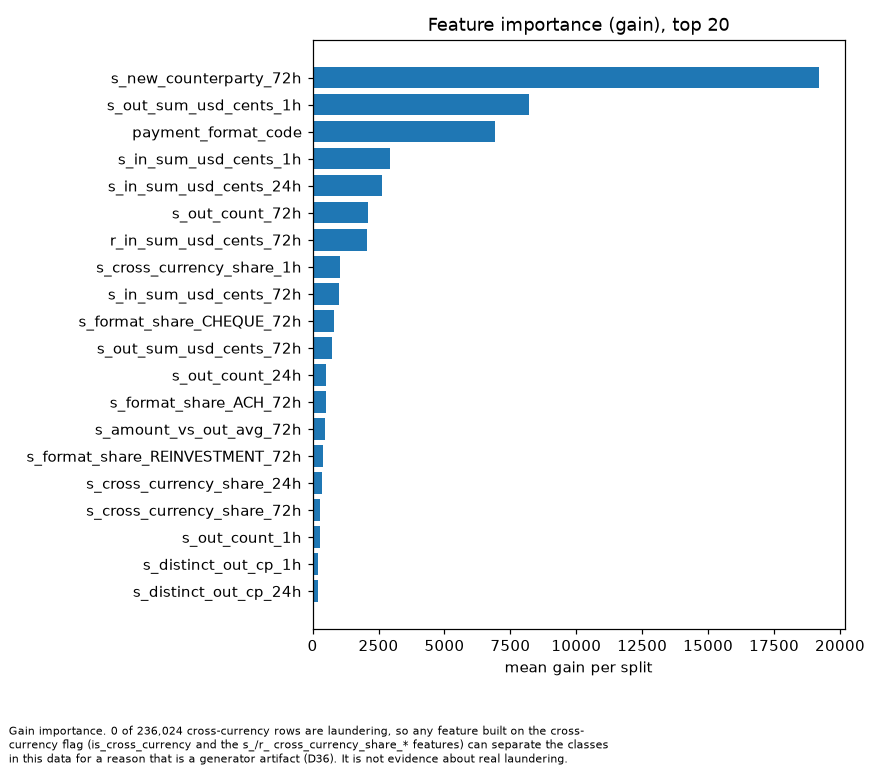 Feature importance (gain), top 20
s_new_counterparty_72h
s_out_sum_usd_cents_1h
payment_format_code
s_in_sum_usd_cents_1h
s_in_sum_usd_cents_24h
s_out_count_72h
r_in_sum_usd_cents_72h
s_cross_currency_share_1h
s_in_sum_usd_cents_72h
s_format_share_CHEQUE_72h
s_out_sum_usd_cents_72h
s_out_count_24h
s_format_share_ACH_72h
s_amount_vs_out_avg_72h
s_format_share_REINVESTMENT_72h
s_cross_currency_share_24h
s_cross_currency_share_72h
s_out_count_1h
s_distinct_out_cp_1h
s_distinct_out_cp_24h
0 2500 5000 7500 10000 12500 15000 17500 20000
mean gain per split
Gain importance. 0 of 236,024 cross-currency rows are laundering, so any feature built on the cross-
currency flag (is_cross_currency and the s_/r_ cross_currency_share_* features) can separate the classes
in this data for a reason that is a generator artifact (D36). It is not evidence about real laundering.